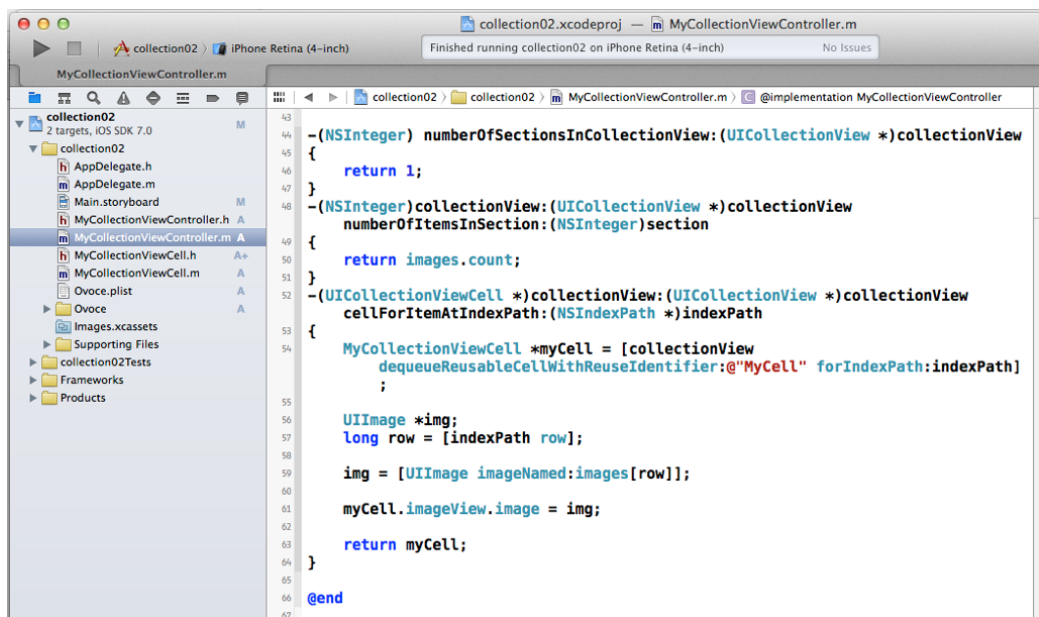 collection02.xcodeproj — m MyCollectionViewController.m
collection02 › iPhone Retina (4-inch)
Finished running collection02 on iPhone Retina (4-inch) No Issues
MyCollectionViewController.m
collection02 › collection02 › m MyCollectionViewController.m › C @implementation MyCollectionViewController
collection02 M
2 targets, iOS SDK 7.0
collection02
h AppDelegate.h
m AppDelegate.m
Main.storyboard M
h MyCollectionViewController.h A
m MyCollectionViewController.m A
h MyCollectionViewCell.h A+
m MyCollectionViewCell.m A
Ovoce.plist A
Ovoce A
Images.xcassets
Supporting Files
collection02Tests
Frameworks
Products
43
44 -(NSInteger) numberOfSectionsInCollectionView:(UICollectionView *)collectionView
45 {
46 return 1;
47 }
48 -(NSInteger)collectionView:(UICollectionView *)collectionView
numberOfItemsInSection:(NSInteger)section
49 {
50 return images.count;
51 }
52 -(UICollectionViewCell *)collectionView:(UICollectionView *)collectionView
cellForItemAtIndexPath:(NSIndexPath *)indexPath
53 {
54 MyCollectionViewCell *myCell = [collectionView
dequeueReusableCellWithReuseIdentifier:@"MyCell" forIndexPath:indexPath]
;
55
56 UIImage *img;
57 long row = [indexPath row];
58
59 img = [UIImage imageNamed:images[row]];
60
61 myCell.imageView.image = img;
62
63 return myCell;
64 }
65
66 @end
67